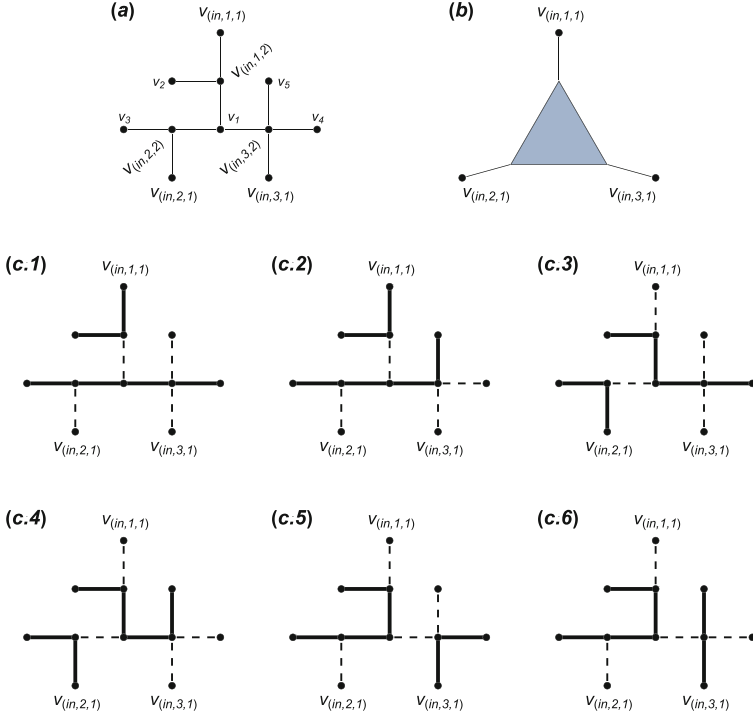 (a)
v(in,1,1)
v(in,1,2)
v2
v5
v3
v1
v4
v(in,2,2)
v(in,3,2)
v(in,2,1)
v(in,3,1)
(b)
v(in,1,1)
v(in,2,1)
v(in,3,1)
(c.1)
v(in,1,1)
v(in,2,1)
v(in,3,1)
(c.2)
v(in,1,1)
v(in,2,1)
v(in,3,1)
(c.3)
v(in,1,1)
v(in,2,1)
v(in,3,1)
(c.4)
v(in,1,1)
v(in,2,1)
v(in,3,1)
(c.5)
v(in,1,1)
v(in,2,1)
v(in,3,1)
(c.6)
v(in,1,1)
v(in,2,1)
v(in,3,1)